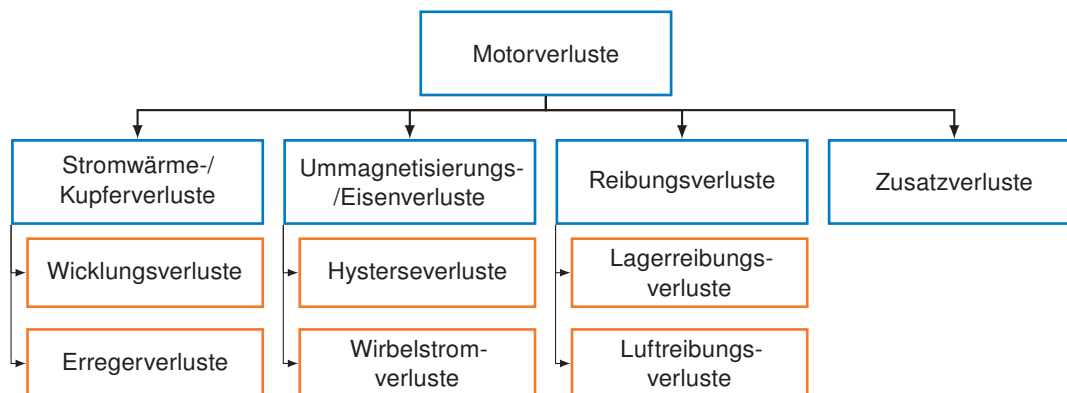 Motorverluste
Stromwärme-/
Kupferverluste
Ummagnetisierungs-
/Eisenverluste
Reibungsverluste
Zusatzverluste
Wicklungsverluste
Hysterseverluste
Lagerreibungs-
verluste
Erregerverluste
Wirbelstrom-
verluste
Luftreibungs-
verluste